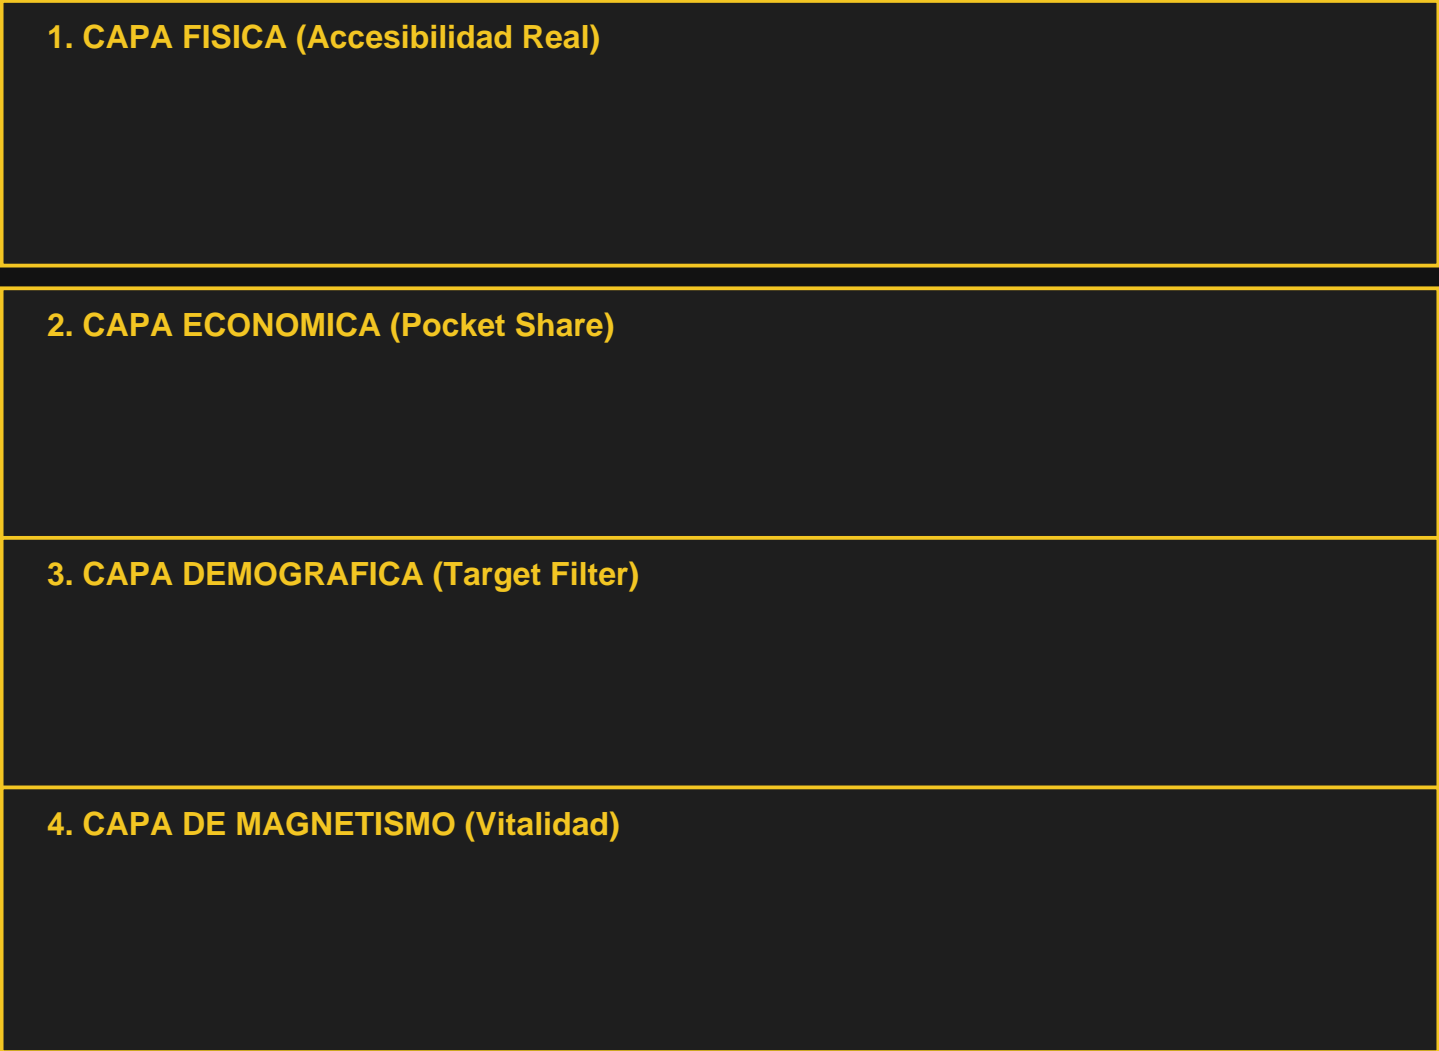 1. CAPA FISICA (Accesibilidad Real)
2. CAPA ECONOMICA (Pocket Share)
3. CAPA DEMOGRAFICA (Target Filter)
4. CAPA DE MAGNETISMO (Vitalidad)